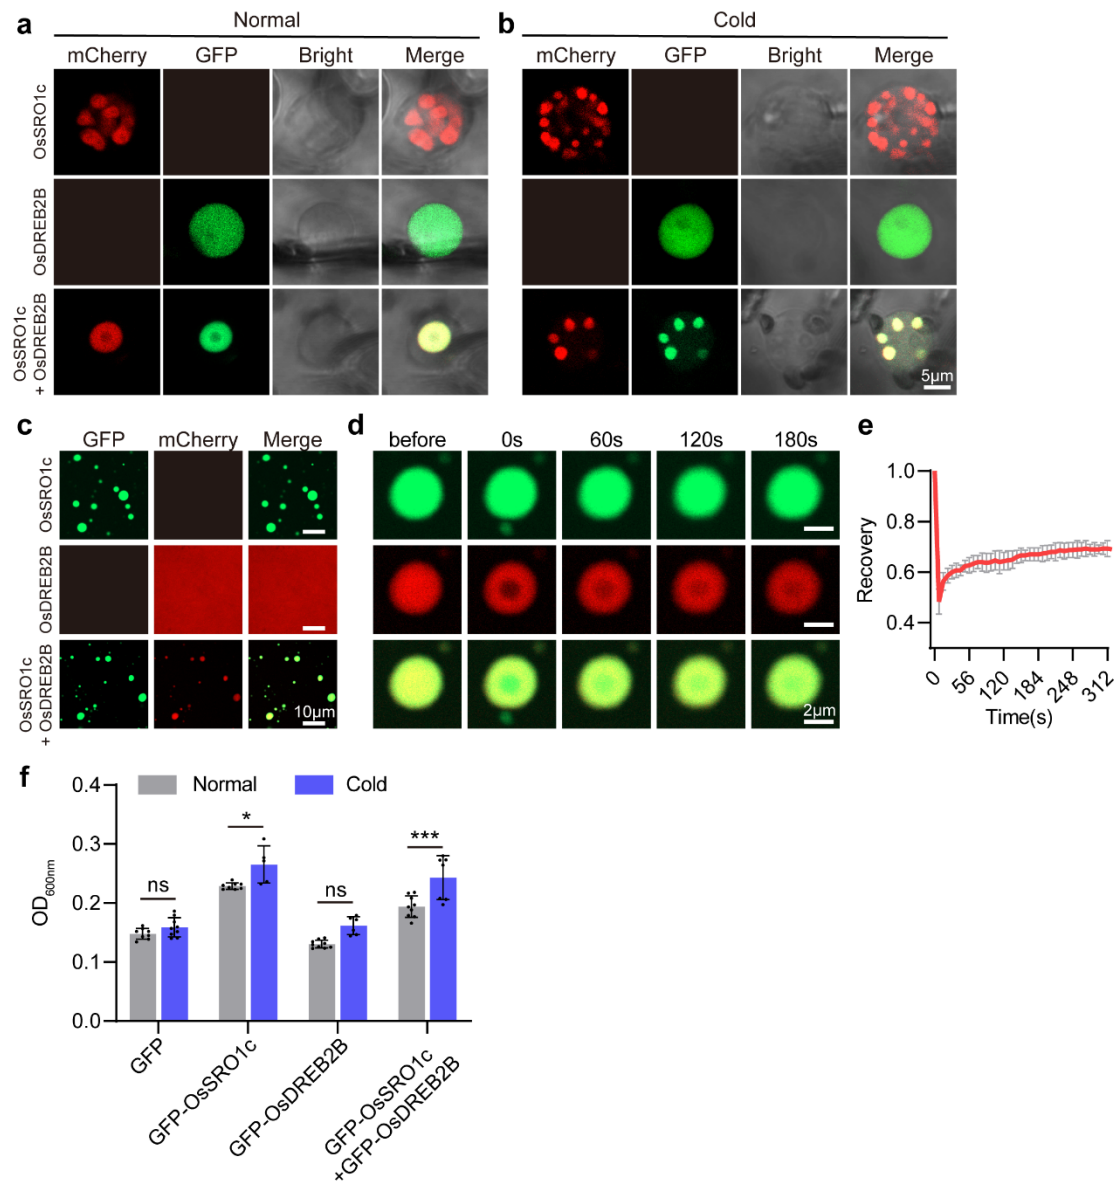 a
Normal
mCherry GFP Bright Merge
OsSRO1c
OsDREB2B
OsSRO1c
+ OsDREB2B
b
Cold
mCherry GFP Bright Merge
5μm
c
GFP mCherry Merge
OsSRO1c
OsDREB2B
OsSRO1c
+ OsDREB2B
10μm
d
before 0s 60s 120s 180s
2μm
e
Recovery
1.0
0.8
0.6
0.4
0 56 120 184 248 312
Time(s)
f
Normal Cold
OD600nm
0.4
0.3
0.2
0.1
0.0
ns * ns ***
GFP
GFP-OsSRO1c
GFP-OsDREB2B
GFP-OsSRO1c
+GFP-OsDREB2B